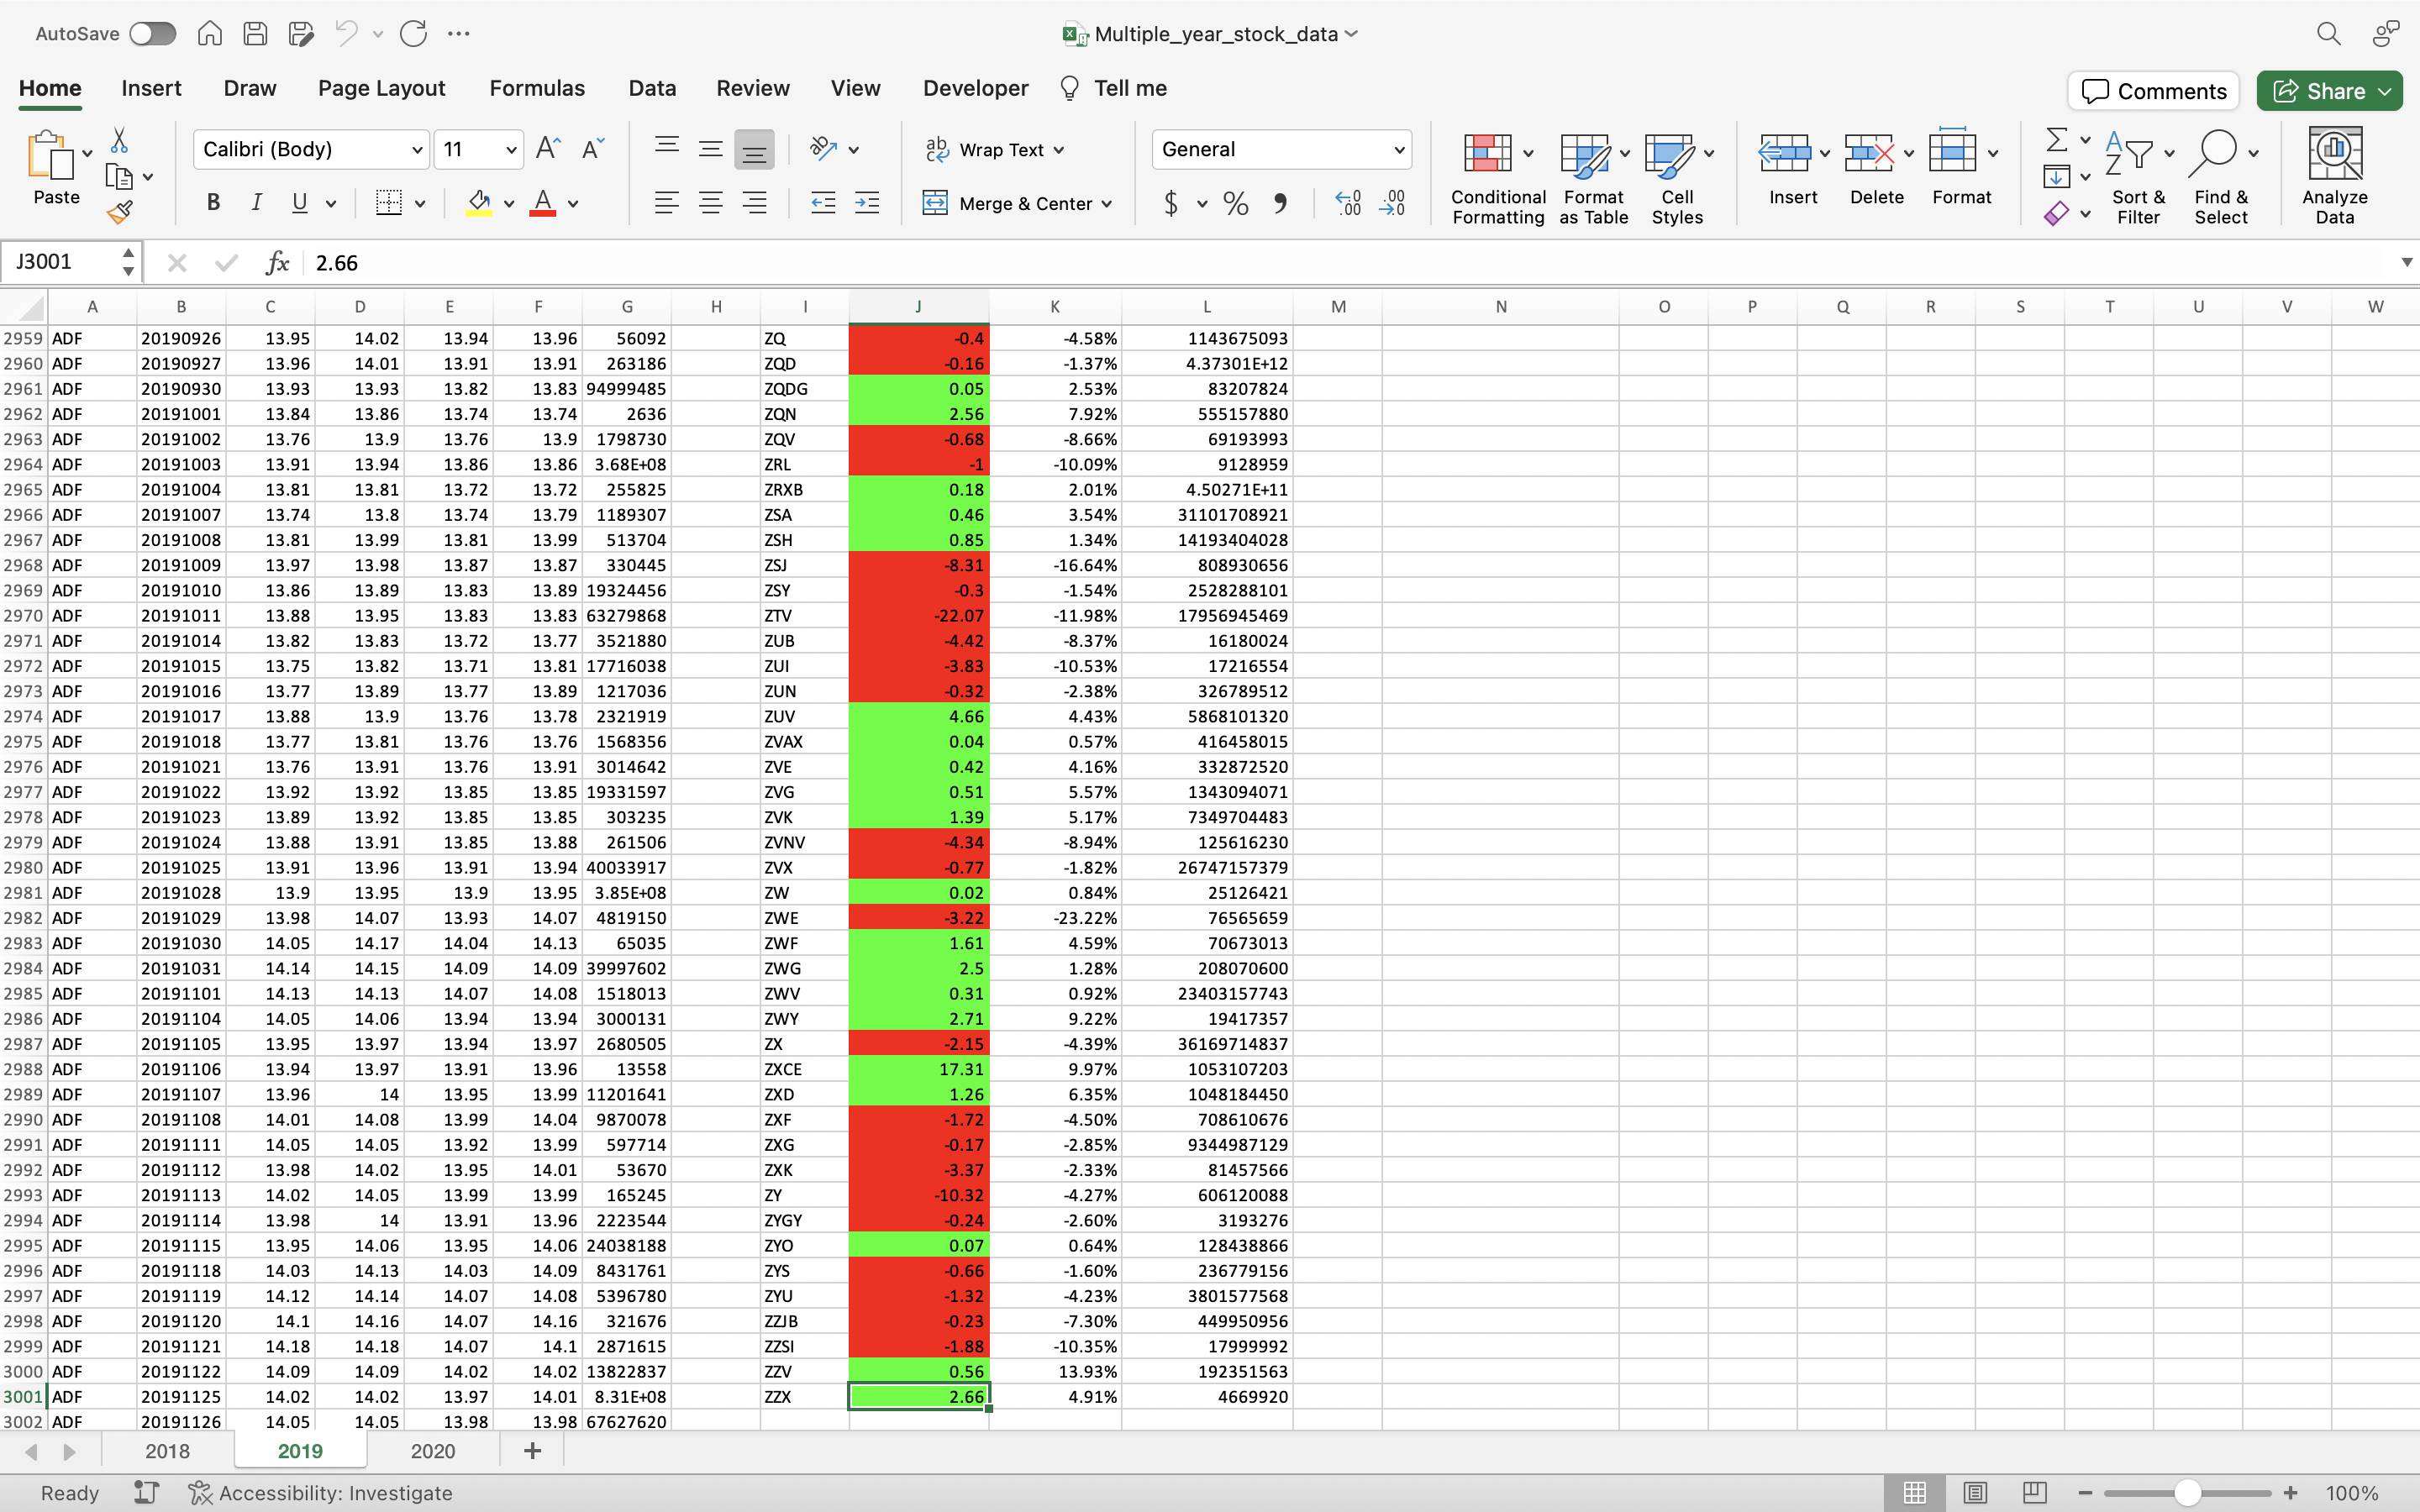 AutoSave
Multiple_year_stock_data
Home Insert Draw Page Layout Formulas Data Review View Developer Tell me
Comments Share
Paste
Calibri (Body) 11
Wrap Text
General
Merge & Center
Conditional Formatting
Format as Table
Cell Styles
Insert
Delete
Format
Sort & Filter
Find & Select
Analyze Data
J3001 fx 2.66
A B C D E F G H I J K L M N O P Q R S T U V W
2959 ADF 20190926 13.95 14.02 13.94 13.96 56092 ZQ -0.4 -4.58% 1143675093
2960 ADF 20190927 13.96 14.01 13.91 13.91 263186 ZQD -0.16 -1.37% 4.37301E+12
2961 ADF 20190930 13.93 13.93 13.82 13.83 94999485 ZQDG 0.05 2.53% 83207824
2962 ADF 20191001 13.84 13.86 13.74 13.74 2636 ZQN 2.56 7.92% 555157880
2963 ADF 20191002 13.76 13.9 13.76 13.9 1798730 ZQV -0.68 -8.66% 69193993
2964 ADF 20191003 13.91 13.94 13.86 13.86 3.68E+08 ZRL -1 -10.09% 9128959
2965 ADF 20191004 13.81 13.81 13.72 13.72 255825 ZRXB 0.18 2.01% 4.50271E+11
2966 ADF 20191007 13.74 13.8 13.74 13.79 1189307 ZSA 0.46 3.54% 31101708921
2967 ADF 20191008 13.81 13.99 13.81 13.99 513704 ZSH 0.85 1.34% 14193404028
2968 ADF 20191009 13.97 13.98 13.87 13.87 330445 ZSJ -8.31 -16.64% 808930656
2969 ADF 20191010 13.86 13.89 13.83 13.89 19324456 ZSY -0.3 -1.54% 2528288101
2970 ADF 20191011 13.88 13.95 13.83 13.83 63279868 ZTV -22.07 -11.98% 17956945469
2971 ADF 20191014 13.82 13.83 13.72 13.77 3521880 ZUB -4.42 -8.37% 16180024
2972 ADF 20191015 13.75 13.82 13.71 13.81 17716038 ZUI -3.83 -10.53% 17216554
2973 ADF 20191016 13.77 13.89 13.77 13.89 1217036 ZUN -0.32 -2.38% 326789512
2974 ADF 20191017 13.88 13.9 13.76 13.78 2321919 ZUV 4.66 4.43% 5868101320
2975 ADF 20191018 13.77 13.81 13.76 13.76 1568356 ZVAX 0.04 0.57% 416458015
2976 ADF 20191021 13.76 13.91 13.76 13.91 3014642 ZVE 0.42 4.16% 332872520
2977 ADF 20191022 13.92 13.92 13.85 13.85 19331597 ZVG 0.51 5.57% 1343094071
2978 ADF 20191023 13.89 13.92 13.85 13.85 303235 ZVK 1.39 5.17% 7349704483
2979 ADF 20191024 13.88 13.91 13.85 13.88 261506 ZVNV -4.34 -8.94% 125616230
2980 ADF 20191025 13.91 13.96 13.91 13.94 40033917 ZVX -0.77 -1.82% 26747157379
2981 ADF 20191028 13.9 13.95 13.9 13.95 3.85E+08 ZW 0.02 0.84% 25126421
2982 ADF 20191029 13.98 14.07 13.93 14.07 4819150 ZWE -3.22 -23.22% 76565659
2983 ADF 20191030 14.05 14.17 14.04 14.13 65035 ZWF 1.61 4.59% 70673013
2984 ADF 20191031 14.14 14.15 14.09 14.09 39997602 ZWG 2.5 1.28% 208070600
2985 ADF 20191101 14.13 14.13 14.07 14.08 1518013 ZWV 0.31 0.92% 23403157743
2986 ADF 20191104 14.05 14.06 13.94 13.94 3000131 ZWY 2.71 9.22% 19417357
2987 ADF 20191105 13.95 13.97 13.94 13.97 2680505 ZX -2.15 -4.39% 36169714837
2988 ADF 20191106 13.94 13.97 13.91 13.96 13558 ZXCE 17.31 9.97% 1053107203
2989 ADF 20191107 13.96 14 13.95 13.99 11201641 ZXD 1.26 6.35% 1048184450
2990 ADF 20191108 14.01 14.08 13.99 14.04 9870078 ZXF -1.72 -4.50% 708610676
2991 ADF 20191111 14.05 14.05 13.92 13.99 597714 ZXG -0.17 -2.85% 9344987129
2992 ADF 20191112 13.98 14.02 13.95 14.01 53670 ZXK -3.37 -2.33% 81457566
2993 ADF 20191113 14.02 14.05 13.99 13.99 165245 ZY -10.32 -4.27% 606120088
2994 ADF 20191114 13.98 14 13.91 13.96 2223544 ZYGY -0.24 -2.60% 3193276
2995 ADF 20191115 13.95 14.06 13.95 14.06 24038188 ZYO 0.07 0.64% 128438866
2996 ADF 20191118 14.03 14.13 14.03 14.09 8431761 ZYS -0.66 -1.60% 236779156
2997 ADF 20191119 14.12 14.14 14.07 14.08 5396780 ZYU -1.32 -4.23% 3801577568
2998 ADF 20191120 14.1 14.16 14.07 14.16 321676 ZZJB -0.23 -7.30% 449950956
2999 ADF 20191121 14.18 14.18 14.07 14.1 2871615 ZZSI -1.88 -10.35% 17999992
3000 ADF 20191122 14.09 14.09 14.02 14.02 13822837 ZZV 0.56 13.93% 192351563
3001 ADF 20191125 14.02 14.02 13.97 14.01 8.31E+08 ZZX 2.66 4.91% 4669920
3002 ADF 20191126 14.05 14.05 13.98 13.98 67627620
2018 2019 2020 +
Ready Accessibility: Investigate 100%